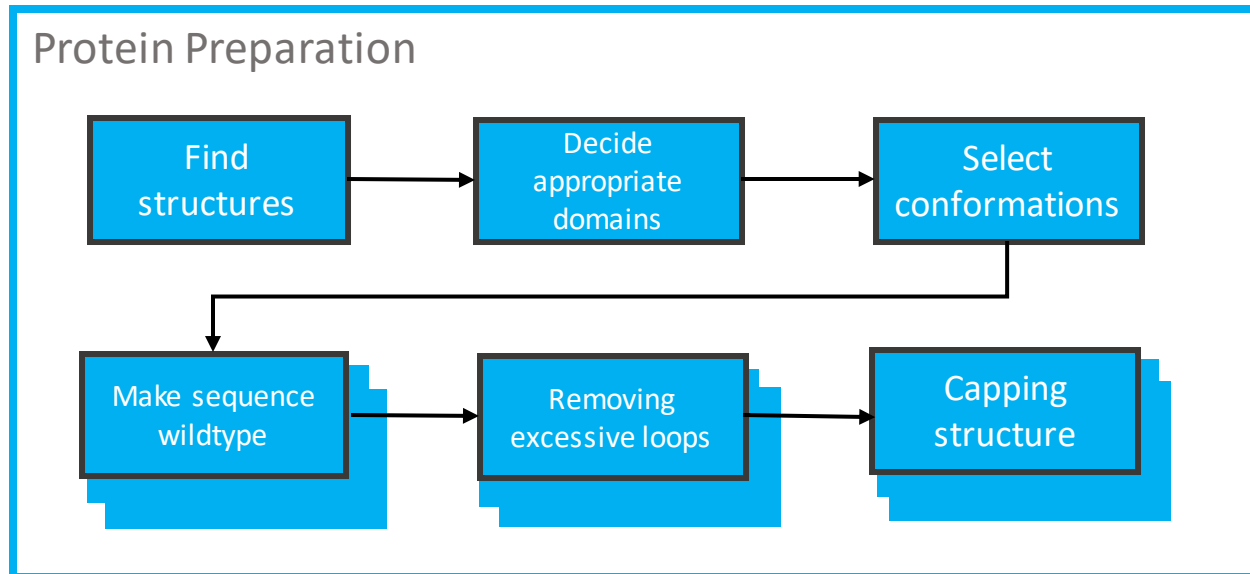 Protein Preparation
Find
structures
Decide
appropriate
domains
Select
conformations
Make sequence
wildtype
Removing
excessive loops
Capping
structure